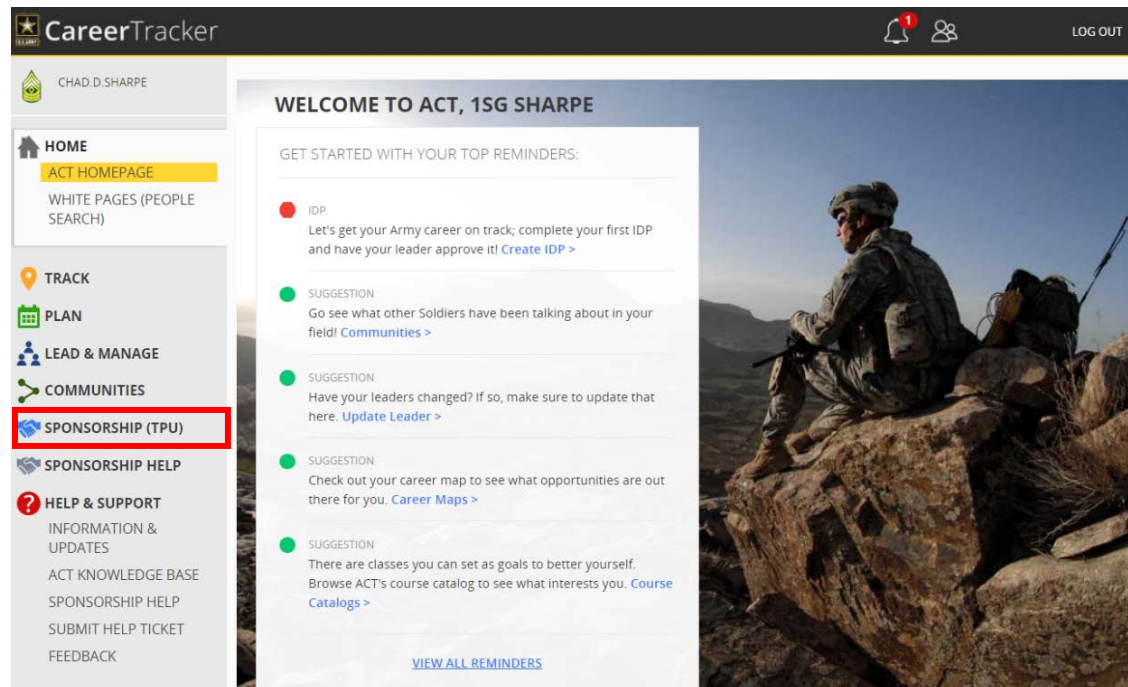 CareerTracker
1
LOG OUT
U.S. ARMY
CHAD.D.SHARPE
HOME
ACT HOMEPAGE
WHITE PAGES (PEOPLE
SEARCH)
TRACK
PLAN
LEAD & MANAGE
COMMUNITIES
SPONSORSHIP (TPU)
SPONSORSHIP HELP
HELP & SUPPORT
INFORMATION &
UPDATES
ACT KNOWLEDGE BASE
SPONSORSHIP HELP
SUBMIT HELP TICKET
FEEDBACK
WELCOME TO ACT, 1SG SHARPE
GET STARTED WITH YOUR TOP REMINDERS:
IDP
Let's get your Army career on track; complete your first IDP
and have your leader approve it! Create IDP >
SUGGESTION
Go see what other Soldiers have been talking about in your
field! Communities >
SUGGESTION
Have your leaders changed? If so, make sure to update that
here. Update Leader >
SUGGESTION
Check out your career map to see what opportunities are out
there for you. Career Maps >
SUGGESTION
There are classes you can set as goals to better yourself.
Browse ACT's course catalog to see what interests you. Course
Catalogs >
VIEW ALL REMINDERS